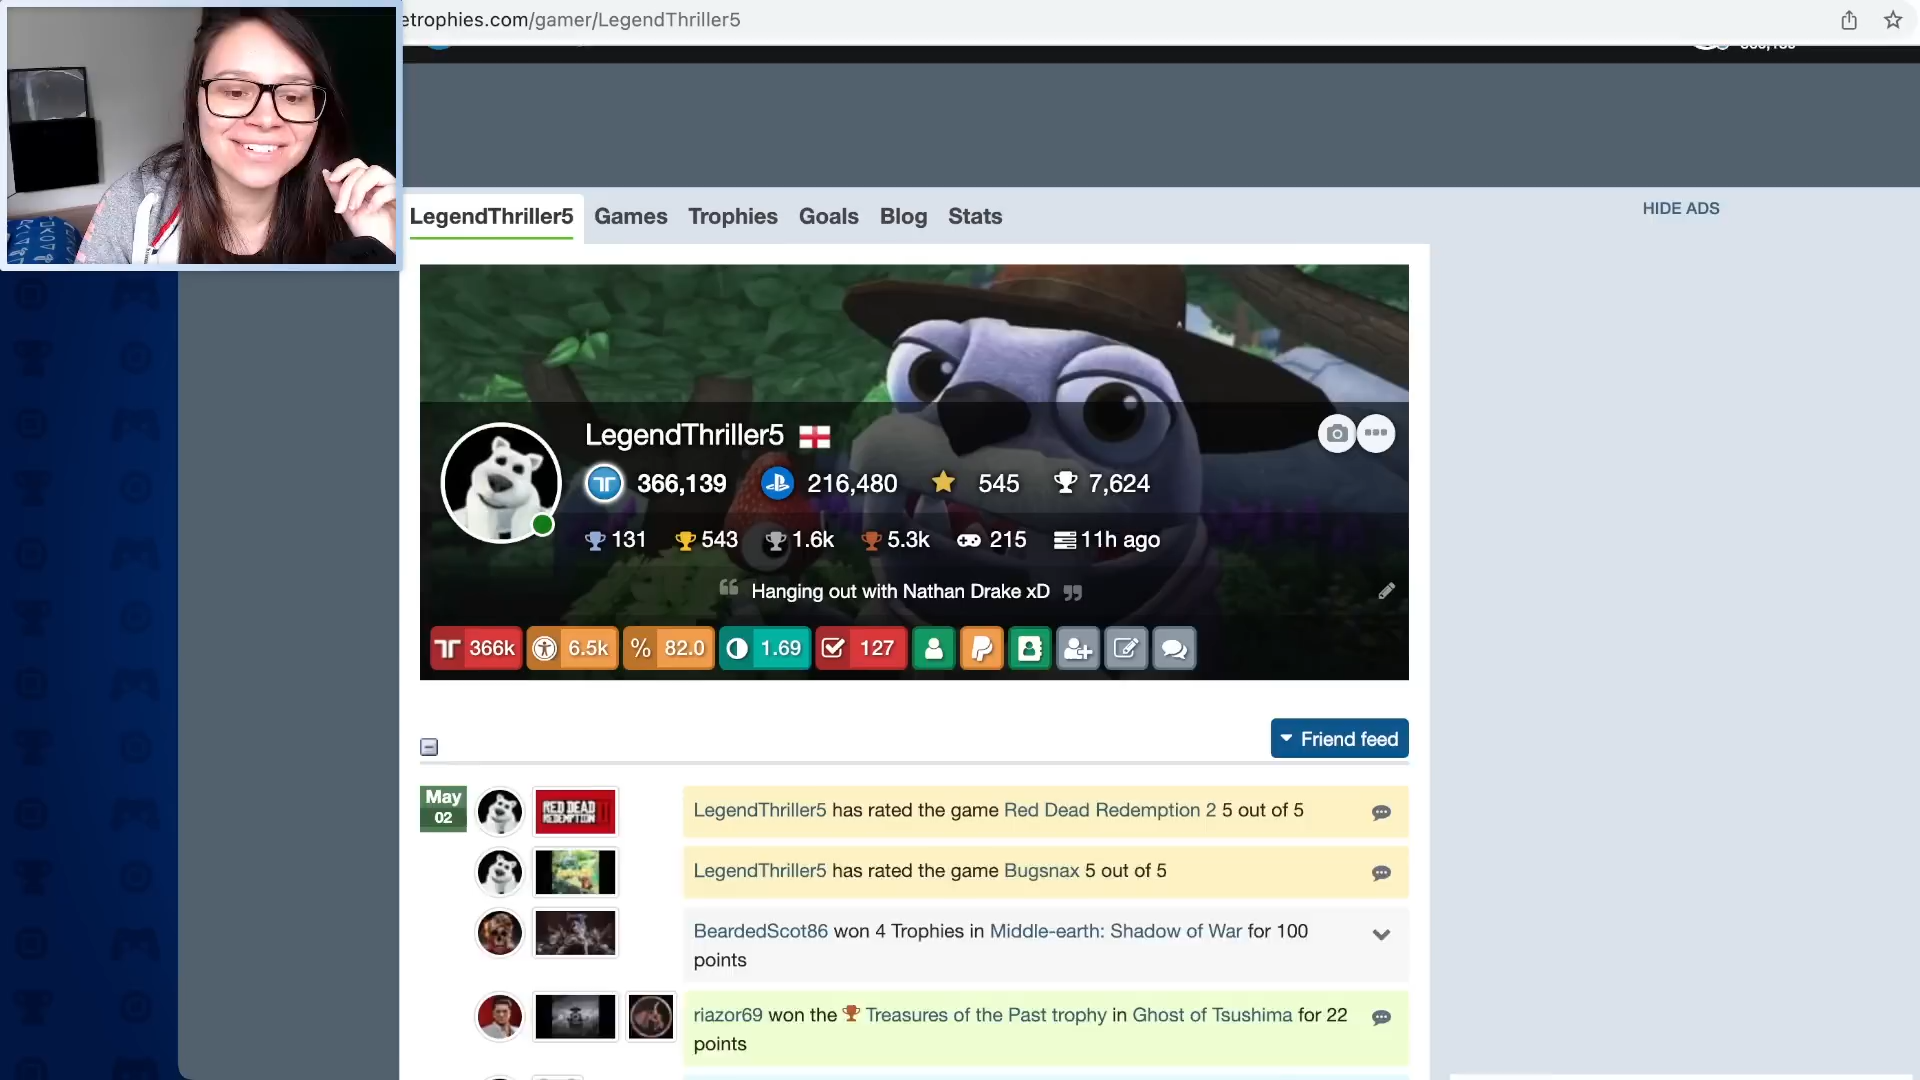 etrophies.com/gamer/LegendThriller5
LegendThriller5 Games Trophies Goals Blog Stats
HIDE ADS
LegendThriller5
366,139 216,480 545 7,624
131 543 1.6k 5.3k 215 11h ago
Hanging out with Nathan Drake xD
366k 6.5k % 82.0 1.69 127
Friend feed
May
02
RED DEAD
REDEMPTION II
LegendThriller5 has rated the game Red Dead Redemption 2 5 out of 5
LegendThriller5 has rated the game Bugsnax 5 out of 5
BeardedScot86 won 4 Trophies in Middle-earth: Shadow of War for 100
points
riazor69 won the Treasures of the Past trophy in Ghost of Tsushima for 22
points